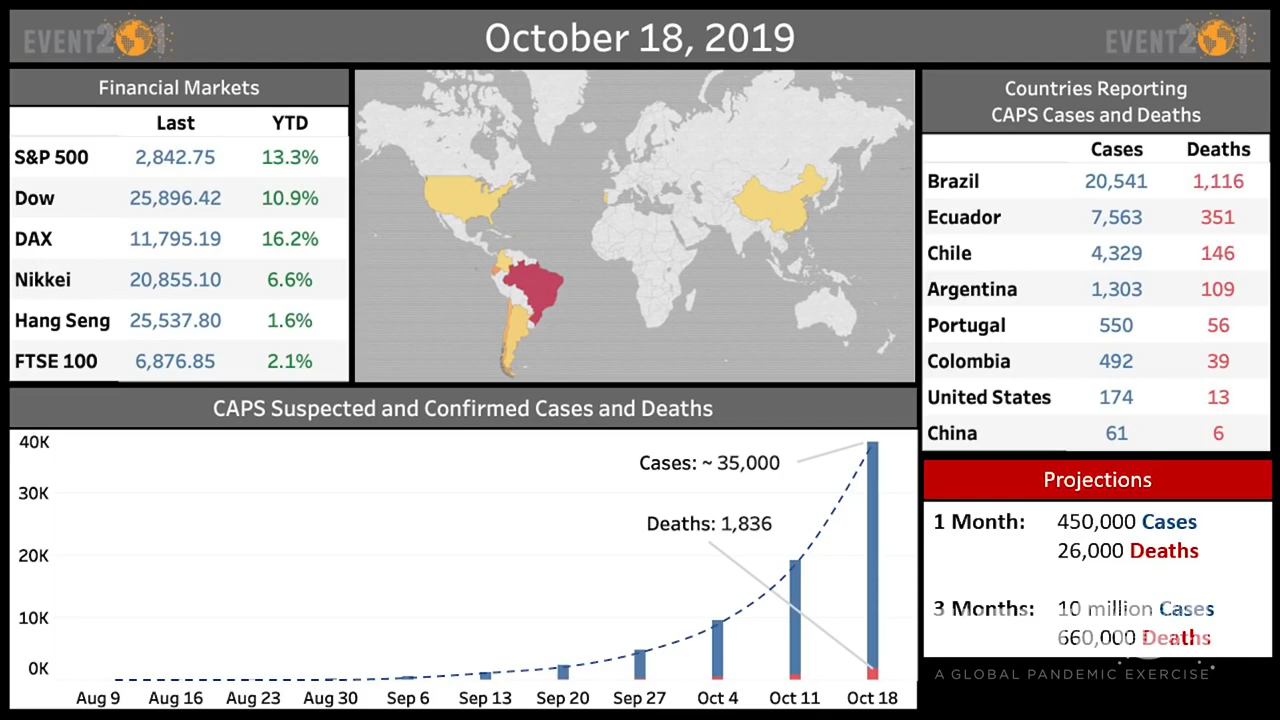 EVENT201
October 18, 2019
EVENT201
Financial Markets
Last YTD
S&P 500 2,842.75 13.3%
Dow 25,896.42 10.9%
DAX 11,795.19 16.2%
Nikkei 20,855.10 6.6%
Hang Seng 25,537.80 1.6%
FTSE 100 6,876.85 2.1%
Countries Reporting
CAPS Cases and Deaths
Cases Deaths
Brazil 20,541 1,116
Ecuador 7,563 351
Chile 4,329 146
Argentina 1,303 109
Portugal 550 56
Colombia 492 39
United States 174 13
China 61 6
CAPS Suspected and Confirmed Cases and Deaths
40K
30K
20K
10K
0K
Cases: ~ 35,000
Deaths: 1,836
Aug 9 Aug 16 Aug 23 Aug 30 Sep 6 Sep 13 Sep 20 Sep 27 Oct 4 Oct 11 Oct 18
Projections
1 Month: 450,000 Cases
26,000 Deaths
3 Months: 10 million Cases
660,000 Deaths
A GLOBAL PANDEMIC EXERCISE